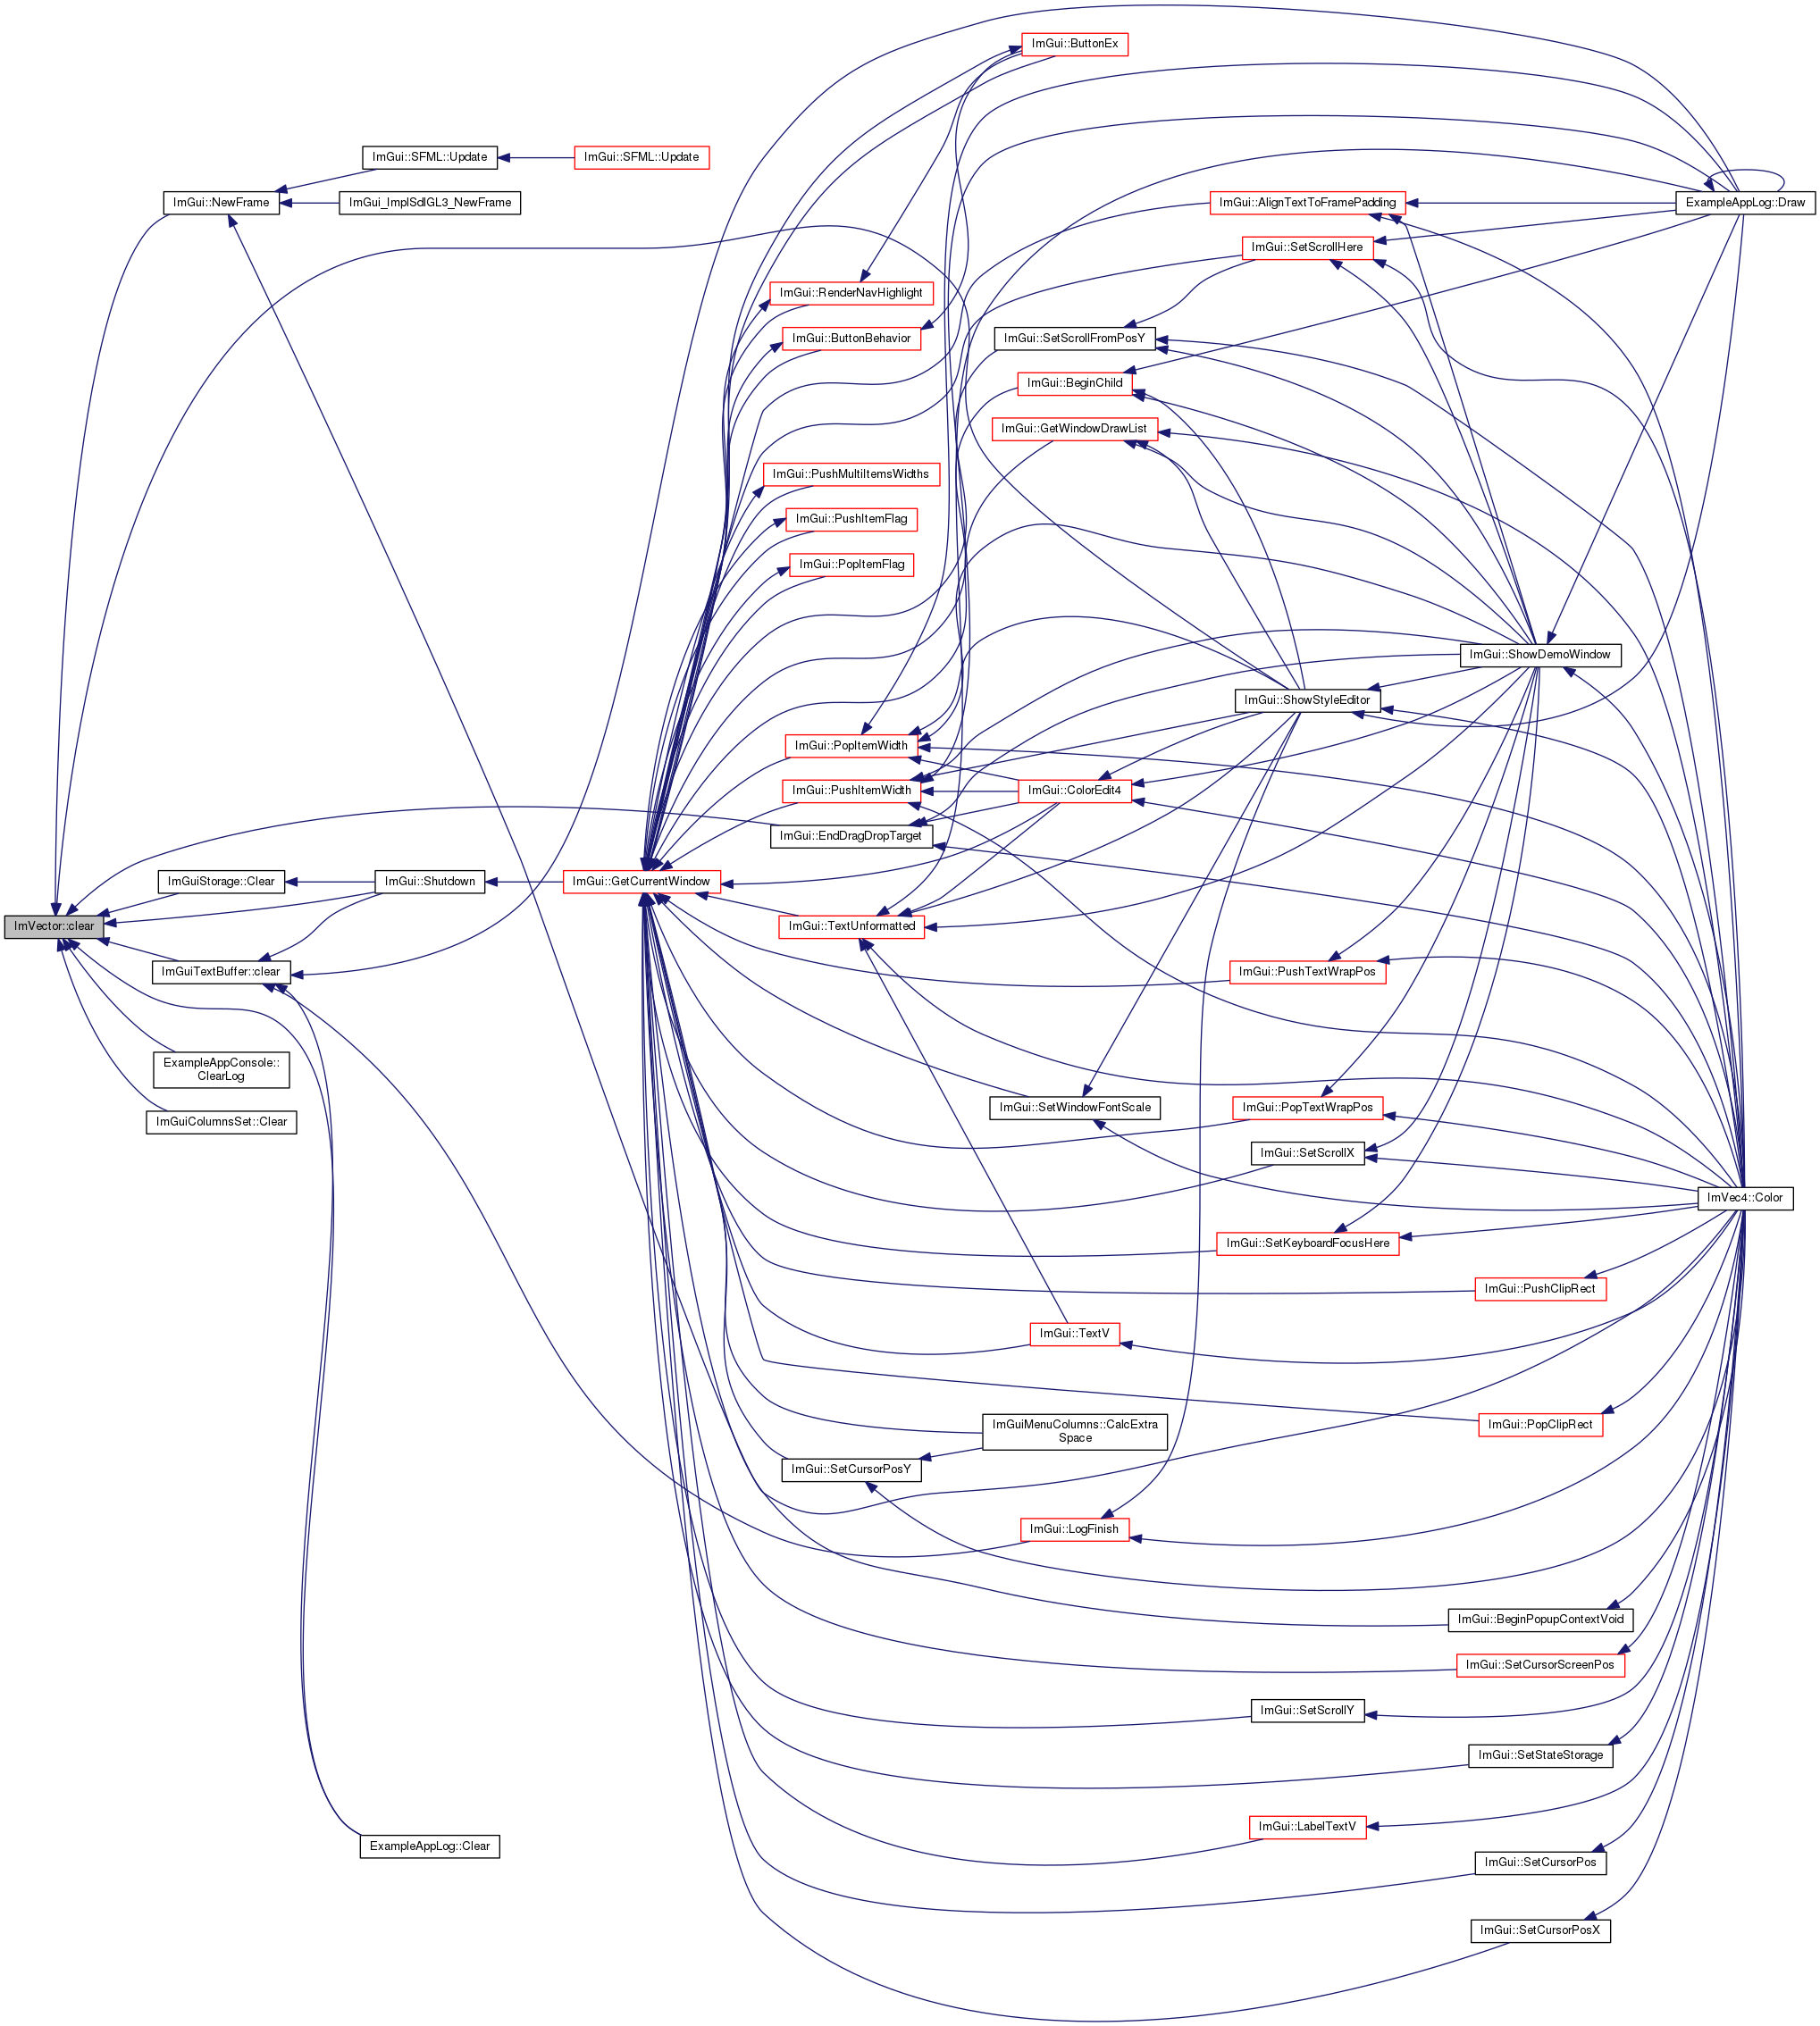 ImGui::ButtonEx
ImGui::SFML::Update
ImGui::SFML::Update
ImGui::NewFrame
ImGui_ImplSdlGL3_NewFrame
ImGui::AlignTextToFramePadding
ExampleAppLog::Draw
ImGui::SetScrollHere
ImGui::RenderNavHighlight
ImGui::ButtonBehavior
ImGui::SetScrollFromPosY
ImGui::BeginChild
ImGui::GetWindowDrawList
ImGui::PushMultiItemsWidths
ImGui::PushItemFlag
ImGui::PopItemFlag
ImGui::ShowDemoWindow
ImGui::ShowStyleEditor
ImGui::PopItemWidth
ImGui::PushItemWidth
ImGui::ColorEdit4
ImGui::EndDragDropTarget
ImGuiStorage::Clear
ImGui::Shutdown
ImGui::GetCurrentWindow
ImVector::clear
ImGui::TextUnformatted
ImGuiTextBuffer::clear
ImGui::PushTextWrapPos
ExampleAppConsole::
ClearLog
ImGui::SetWindowFontScale
ImGui::PopTextWrapPos
ImGuiColumnsSet::Clear
ImGui::SetScrollX
ImVec4::Color
ImGui::SetKeyboardFocusHere
ImGui::PushClipRect
ImGui::TextV
ImGui::PopClipRect
ImGuiMenuColumns::CalcExtra
Space
ImGui::SetCursorPosY
ImGui::LogFinish
ImGui::BeginPopupContextVoid
ImGui::SetCursorScreenPos
ImGui::SetScrollY
ImGui::SetStateStorage
ImGui::LabelTextV
ExampleAppLog::Clear
ImGui::SetCursorPos
ImGui::SetCursorPosX